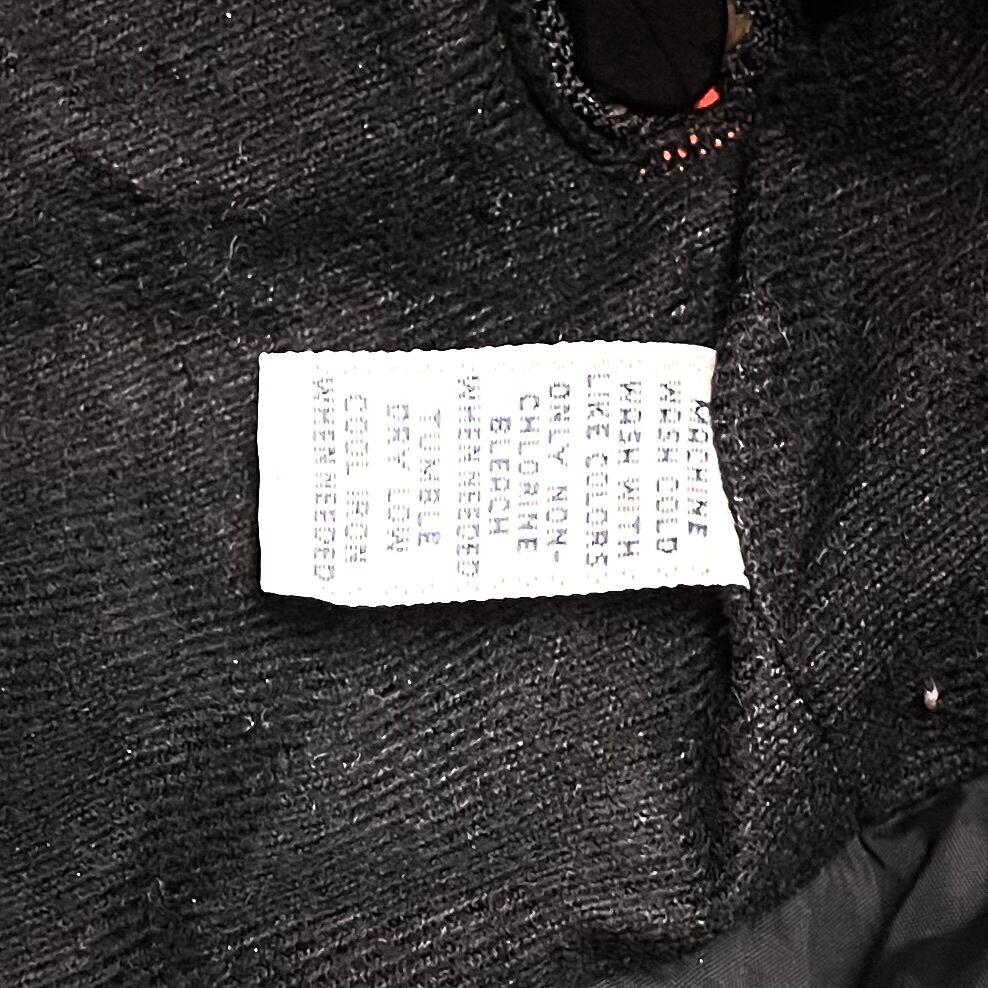 MACHINE
WASH COLD
WASH WITH
LIKE COLORS
ONLY NON-
CHLORINE
BLEACH
WHEN NEEDED
TUMBLE
DRY LOW
COOL IRON
WHEN NEEDED